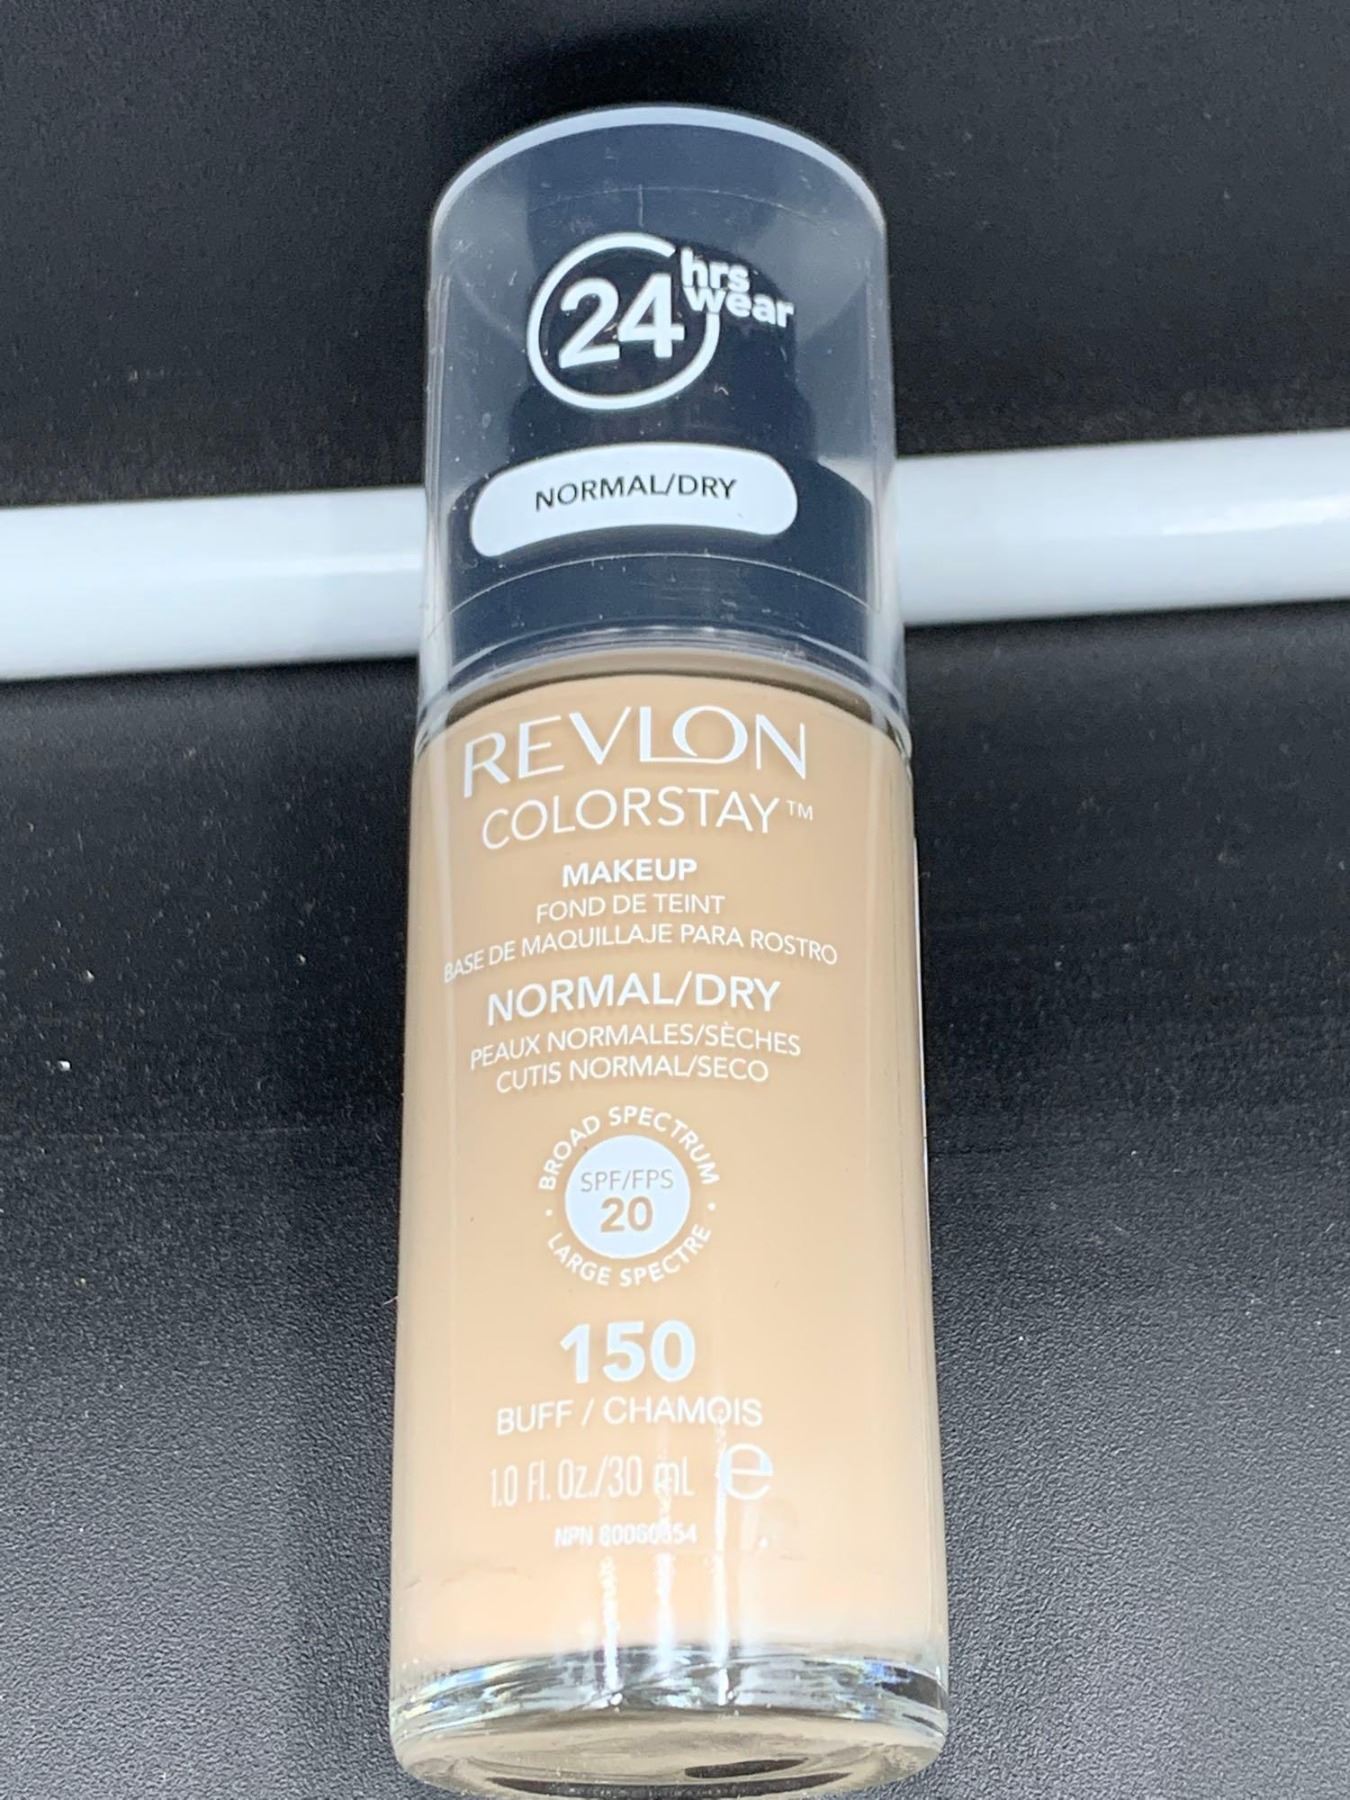 24 hrs
wear
NORMAL/DRY
REVLON
COLORSTAY™
MAKEUP
FOND DE TEINT
BASE DE MAQUILLAJE PARA ROSTRO
NORMAL/DRY
PEAUX NORMALES/SÈCHES
CUTIS NORMAL/SECO
BROAD SPECTRUM
SPF/FPS
20
· LARGE SPECTRE ·
150
BUFF / CHAMOIS
1.0 Fl. Oz./30 mL e
NPN